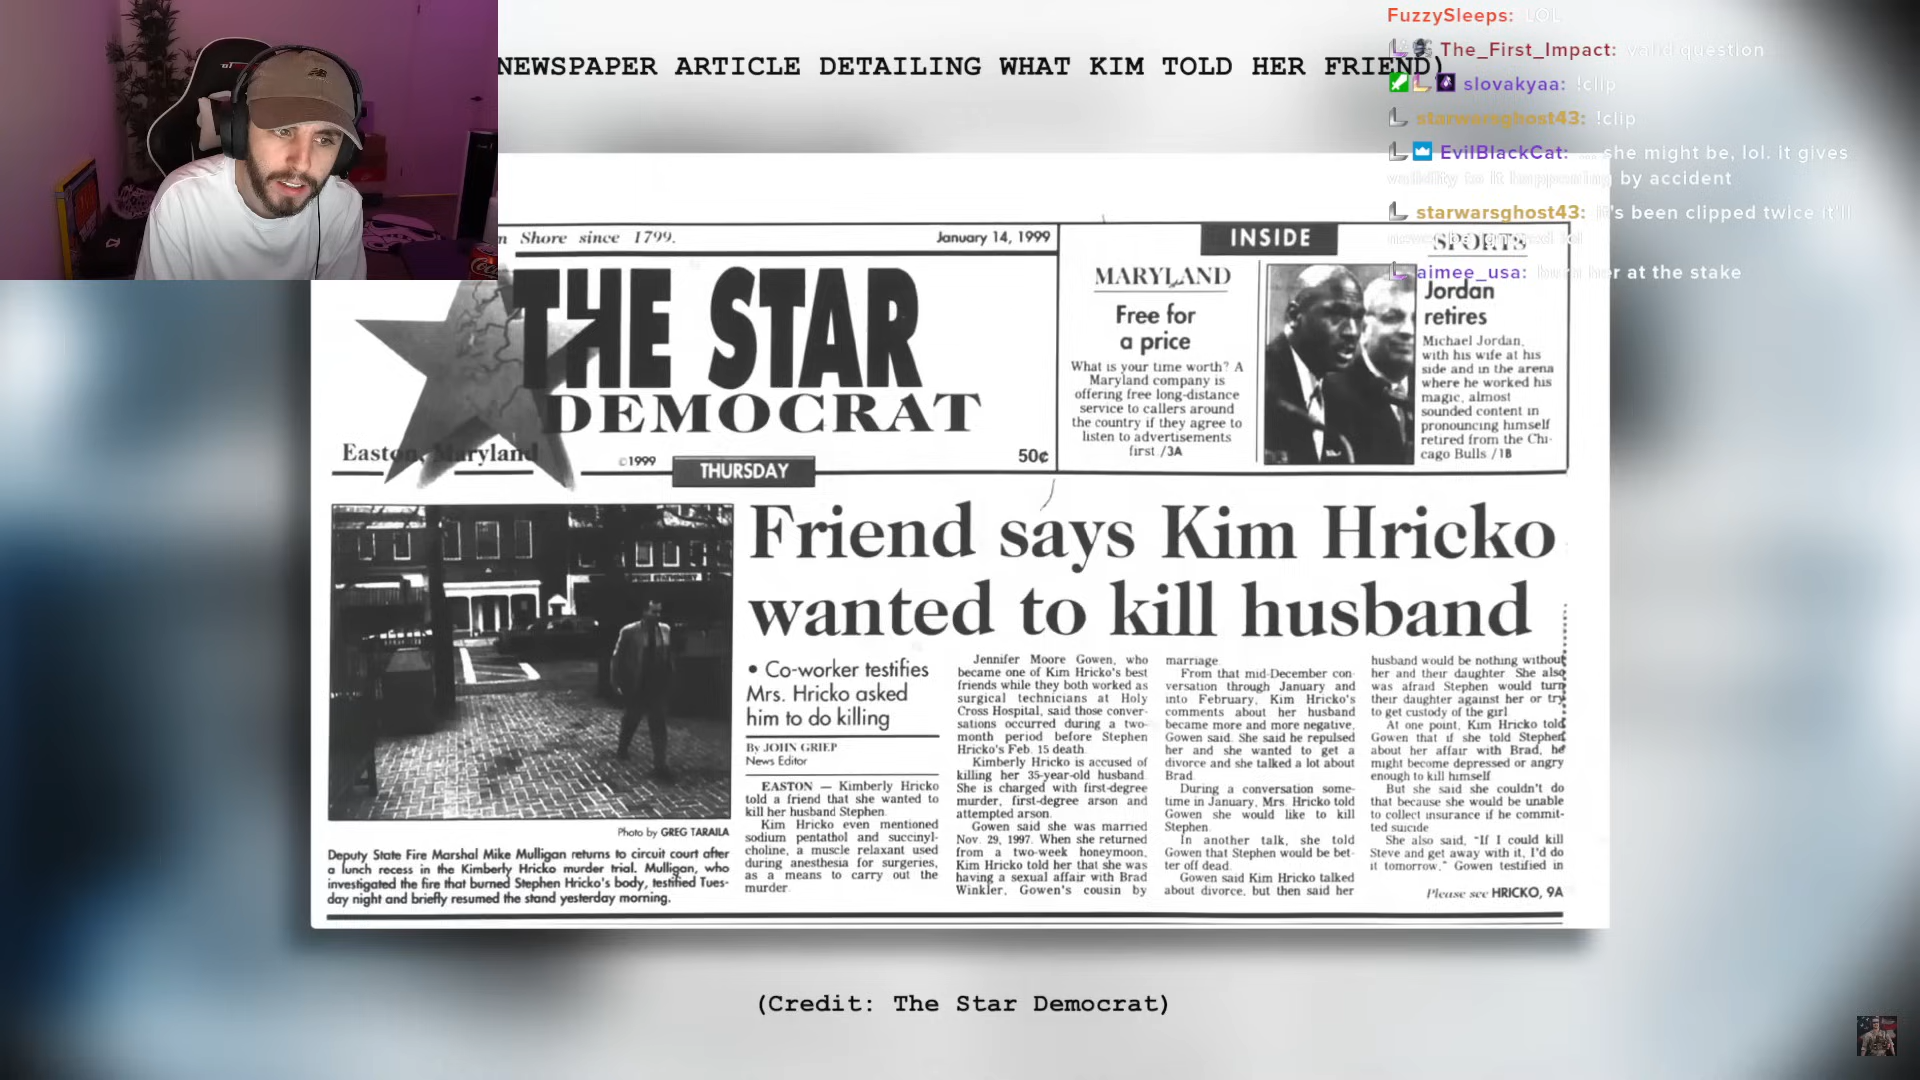 NEWSPAPER ARTICLE DETAILING WHAT KIM TOLD HER FRIEND)
FuzzySleeps: LOL
The_First_Impact: valid question
slovakyaa: !clip
starwarsghost43: !clip
EvilBlackCat: ... she might be, lol. it gives
validity to it happening by accident
starwarsghost43: it's been clipped twice it'll
aimee_usa: burn her at the stake
Shore since 1799.
January 14, 1999
THE STAR
DEMOCRAT
Easton, Maryland
©1999
THURSDAY
50¢
INSIDE
MARYLAND
Free for
a price
What is your time worth? A
Maryland company is
offering free long-distance
service to callers around
the country if they agree to
listen to advertisements
first /3A
SPORTS
Jordan
retires
Michael Jordan,
with his wife at his
side and in the arena
where he worked his
magic, almost
sounded content in
pronouncing himself
retired from the Chi-
cago Bulls /1B
Photo by GREG TARAILA
Deputy State Fire Marshal Mike Mulligan returns to circuit court after
a lunch recess in the Kimberly Hricko murder trial. Mulligan, who
investigated the fire that burned Stephen Hricko's body, testified Tues-
day night and briefly resumed the stand yesterday morning.
Friend says Kim Hricko
wanted to kill husband
• Co-worker testifies
Mrs. Hricko asked
him to do killing
By JOHN GRIEP
News Editor
EASTON — Kimberly Hricko
told a friend that she wanted to
kill her husband Stephen.
Kim Hricko even mentioned
sodium pentathol and succinyl-
choline, a muscle relaxant used
during anesthesia for surgeries,
as a means to carry out the
murder.
Jennifer Moore Gowen, who
became one of Kim Hricko's best
friends while they both worked as
surgical technicians at Holy
Cross Hospital, said those conver-
sations occurred during a two-
month period before Stephen
Hricko's Feb. 15 death.
Kimberly Hricko is accused of
killing her 35-year-old husband.
She is charged with first-degree
murder, first-degree arson and
attempted arson.
Gowen said she was married
Nov. 29, 1997. When she returned
from a two-week honeymoon,
Kim Hricko told her that she was
having a sexual affair with Brad
Winkler, Gowen's cousin by
marriage.
From that mid-December con-
versation through January and
into February, Kim Hricko's
comments about her husband
became more and more negative,
Gowen said. She said he repulsed
her and she wanted to get a
divorce and she talked a lot about
Brad.
During a conversation some-
time in January, Mrs. Hricko told
Gowen she would like to kill
Stephen.
In another talk, she told
Gowen that Stephen would be bet-
ter off dead.
Gowen said Kim Hricko talked
about divorce, but then said her
husband would be nothing without
her and their daughter. She also
was afraid Stephen would turn
their daughter against her or try
to get custody of the girl.
At one point, Kim Hricko told
Gowen that if she told Stephen
about her affair with Brad, he
might become depressed or angry
enough to kill himself.
But she said she couldn't do
that because she would be unable
to collect insurance if he commit-
ted suicide.
She also said, "If I could kill
Steve and get away with it, I'd do
it tomorrow," Gowen testified in
Please see HRICKO, 9A
(Credit: The Star Democrat)